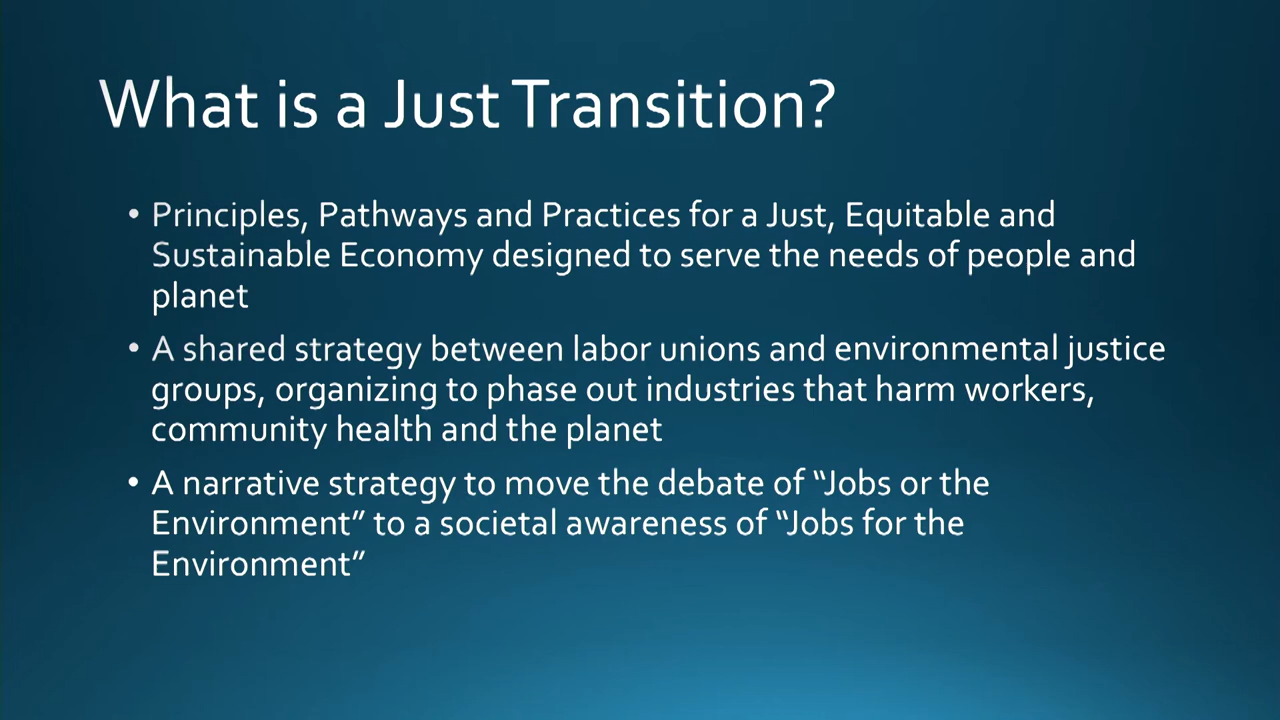 What is a Just Transition?
• Principles, Pathways and Practices for a Just, Equitable and
Sustainable Economy designed to serve the needs of people and
planet
• A shared strategy between labor unions and environmental justice
groups, organizing to phase out industries that harm workers,
community health and the planet
• A narrative strategy to move the debate of “Jobs or the
Environment” to a societal awareness of “Jobs for the
Environment”